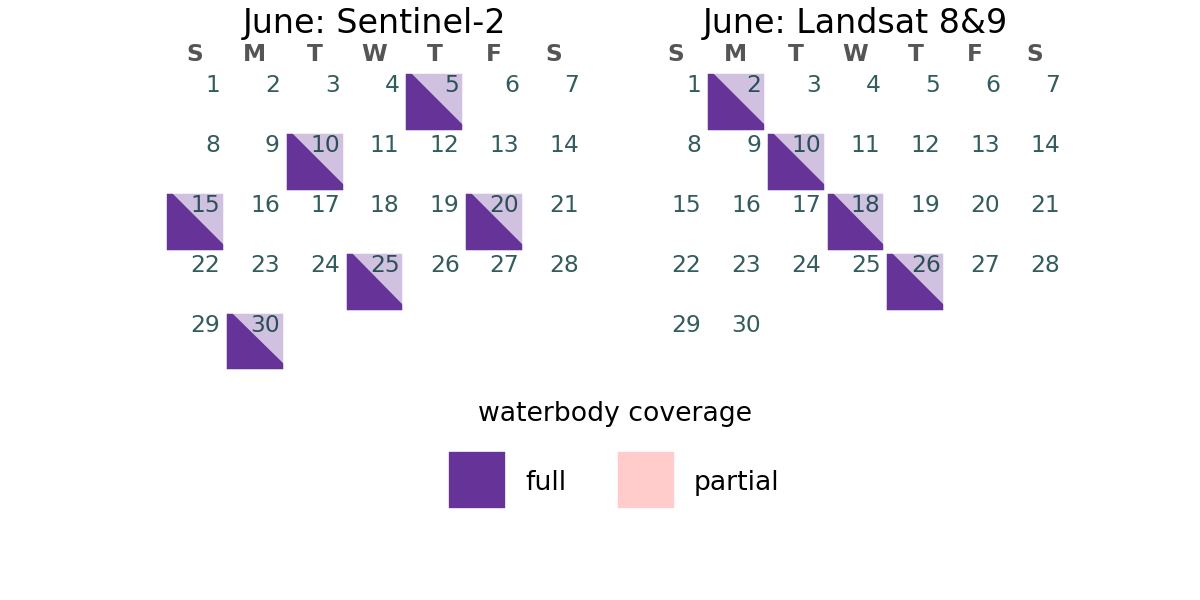 June: Sentinel-2
S M T W T F S
1 2 3 4 5 6 7
8 9 10 11 12 13 14
15 16 17 18 19 20 21
22 23 24 25 26 27 28
29 30
June: Landsat 8&9
S M T W T F S
1 2 3 4 5 6 7
8 9 10 11 12 13 14
15 16 17 18 19 20 21
22 23 24 25 26 27 28
29 30
waterbody coverage
full partial